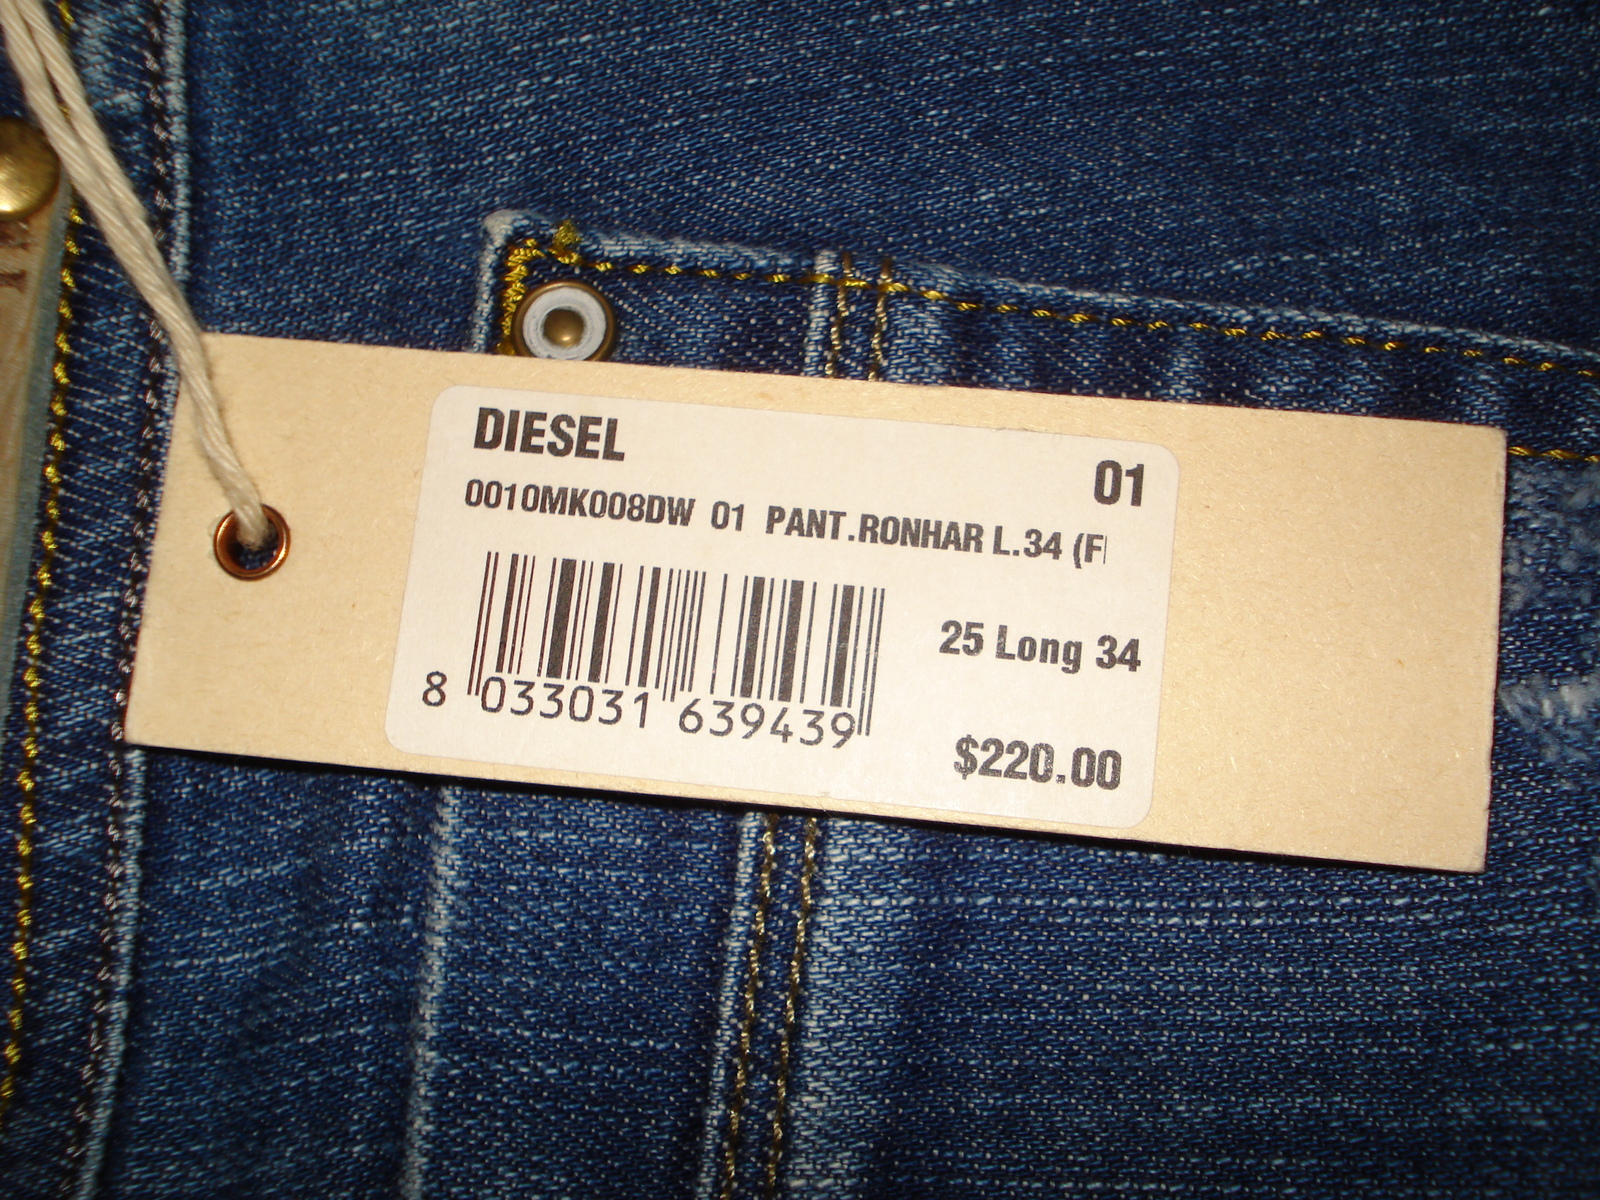 DIESEL
01
0010MK008DW 01 PANT.RONHAR L.34 (F
25 Long 34
8 033031 639439
$220.00